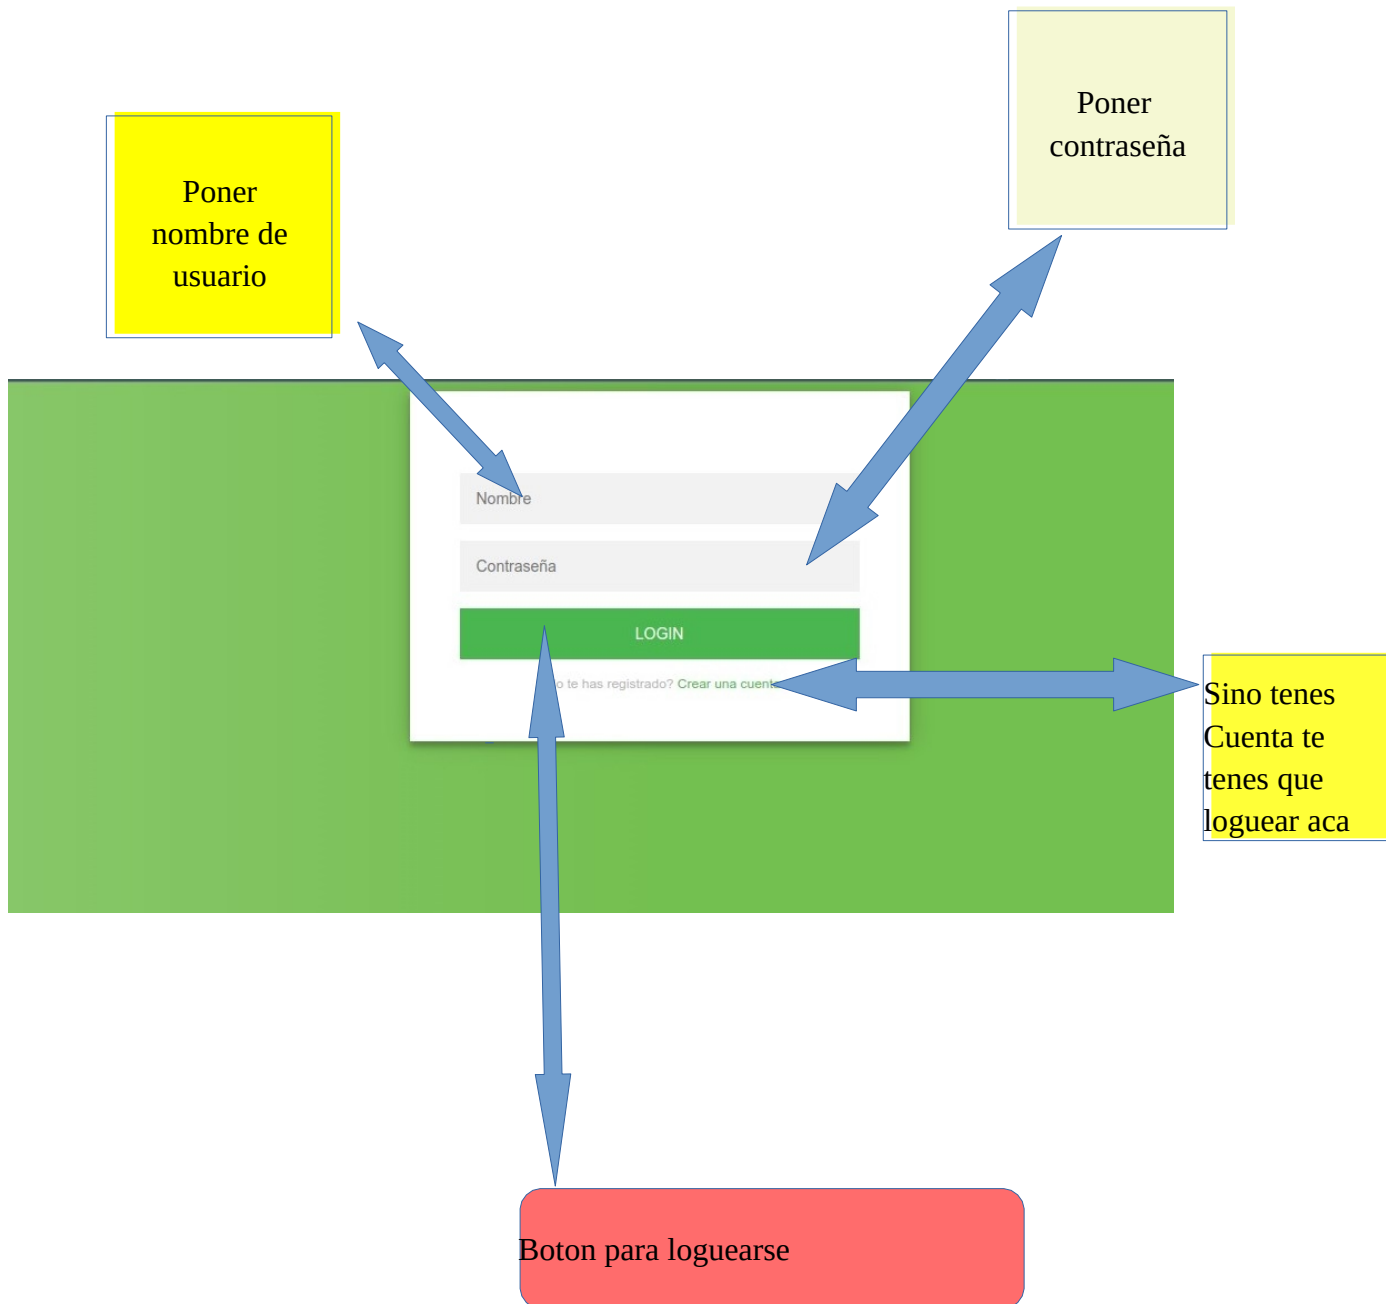 Poner
contraseña
Poner
nombre de
usuario
Nombre
Contraseña
LOGIN
o te has registrado? Crear una cuenta
Sino tenes
Cuenta te
tenes que
loguear aca
Boton para loguearse